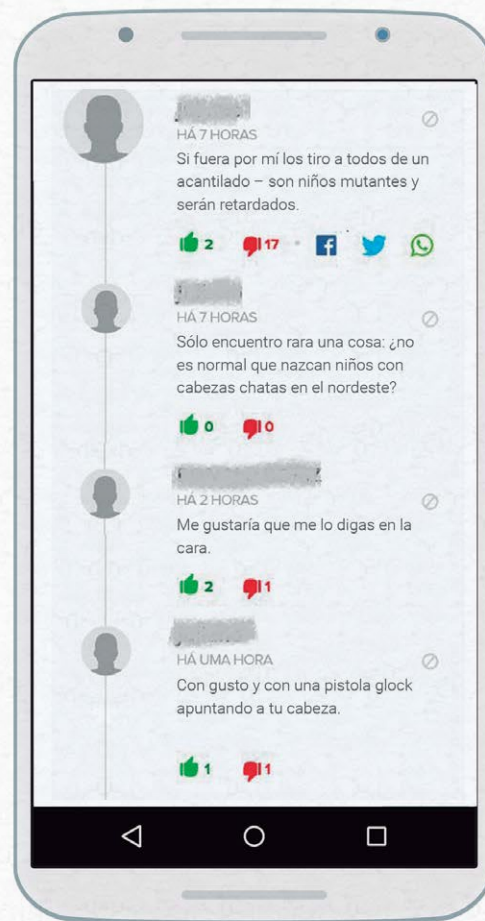 HÁ 7 HORAS
Si fuera por mí los tiro a todos de un
acantilado – son niños mutantes y
serán retardados.
2 17
HÁ 7 HORAS
Sólo encuentro rara una cosa: ¿no
es normal que nazcan niños con
cabezas chatas en el nordeste?
0 0
HÁ 2 HORAS
Me gustaría que me lo digas en la
cara.
2 1
HÁ UMA HORA
Con gusto y con una pistola glock
apuntando a tu cabeza.
1 1